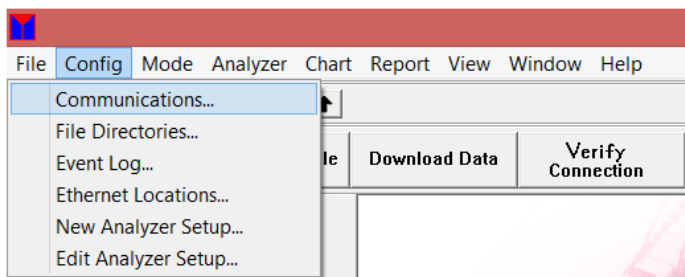 File Config Mode Analyzer Chart Report View Window Help
Communications...
File Directories...
Event Log...
Ethernet Locations...
New Analyzer Setup...
Edit Analyzer Setup...
le
Download Data
Verify
Connection